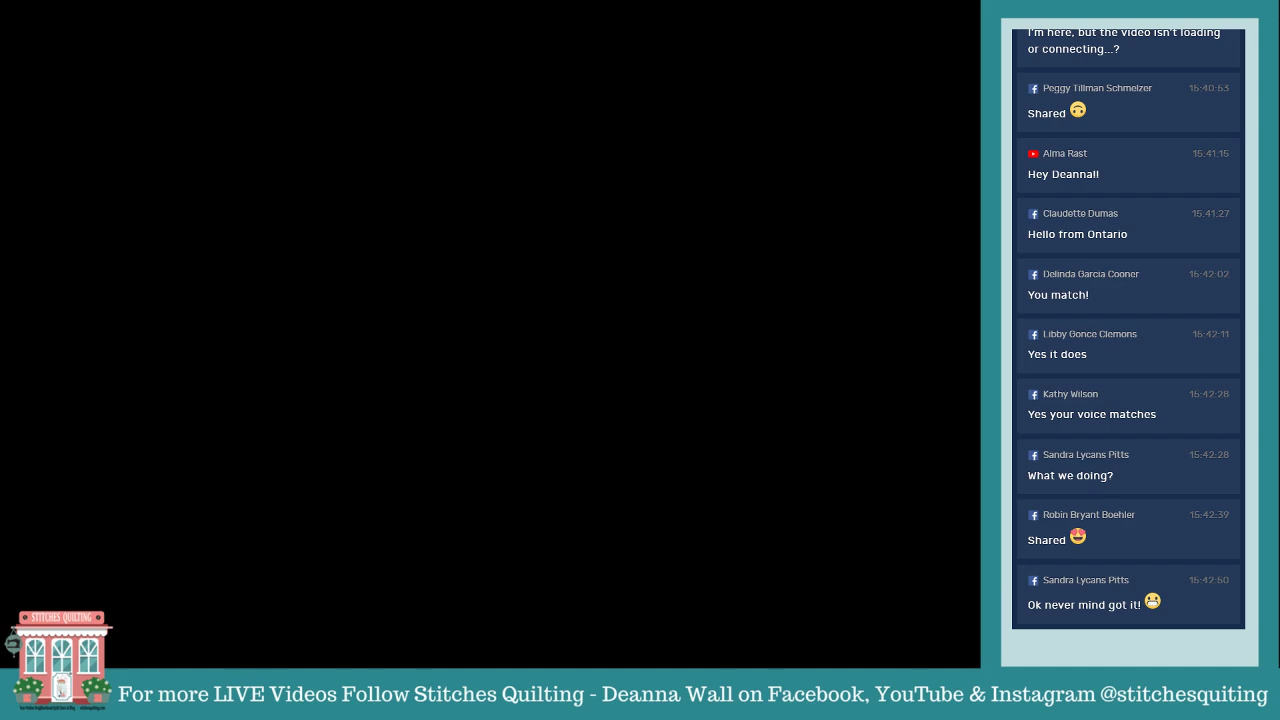 I'm here, but the video isn't loading
or connecting...?
Peggy Tillman Schmelzer 15:40:53
Shared 🙃
Alma Rast 15:41:15
Hey Deanna!!
Claudette Dumas 15:41:27
Hello from Ontario
Delinda Garcia Cooner 15:42:02
You match!
Libby Gonce Clemons 15:42:11
Yes it does
Kathy Wilson 15:42:28
Yes your voice matches
Sandra Lycans Pitts 15:42:28
What we doing?
Robin Bryant Boehler 15:42:39
Shared 😍
Sandra Lycans Pitts 15:42:50
Ok never mind got it! 😬
STITCHES QUILTING
For more LIVE Videos Follow Stitches Quilting - Deanna Wall on Facebook, YouTube & Instagram @stitchesquiting